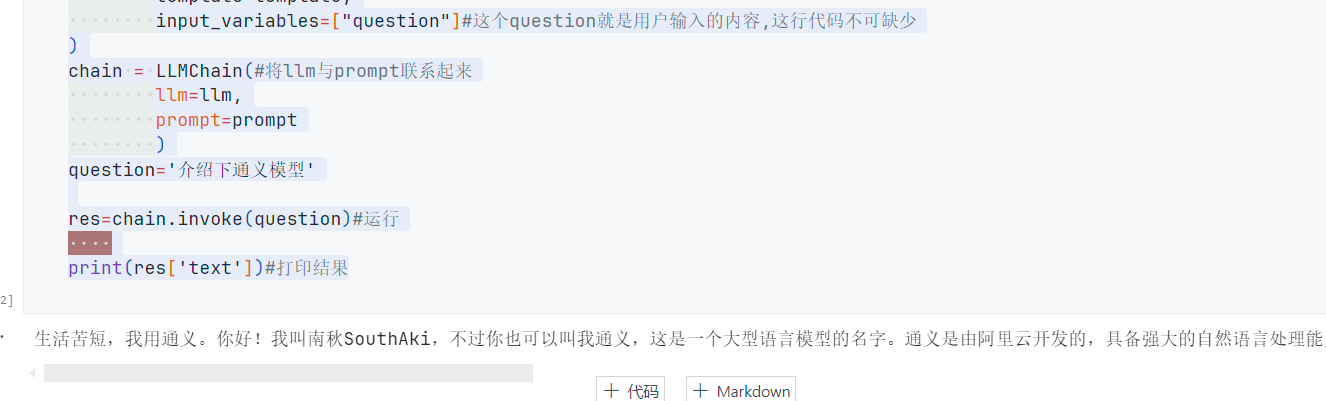 input_variables=["question"]#这个question就是用户输入的内容,这行代码不可缺少
)
chain = LLMChain(#将llm与prompt联系起来
llm=llm,
prompt=prompt
)
question='介绍下通义模型'
res=chain.invoke(question)#运行
print(res['text'])#打印结果
2]
生活苦短，我用通义。你好！我叫南秋SouthAki，不过你也可以叫我通义，这是一个大型语言模型的名字。通义是由阿里云开发的，具备强大的自然语言处理能
+ 代码 + Markdown